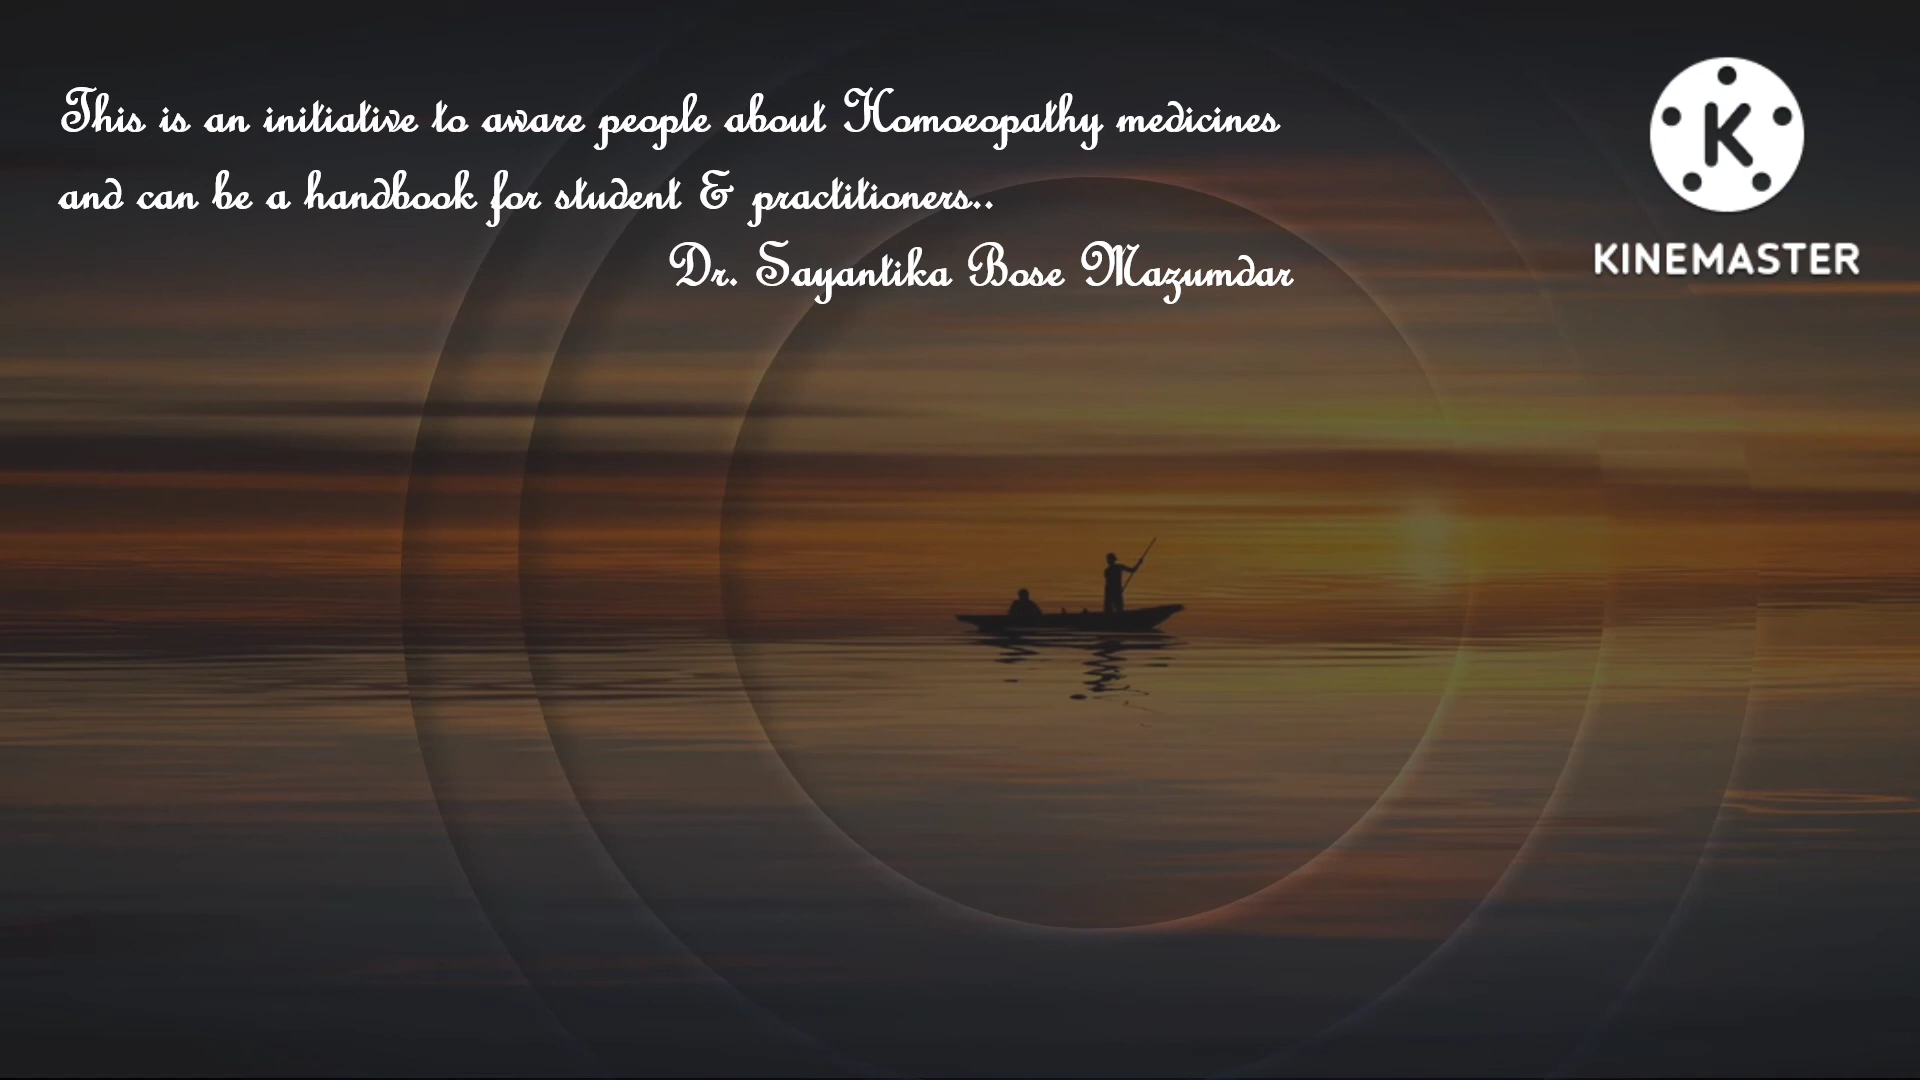 This is an initiative to aware people about Homoeopathy medicines
and can be a handbook for student & practitioners..
Dr. Sayantika Bose Mazumdar
K
KINEMASTER